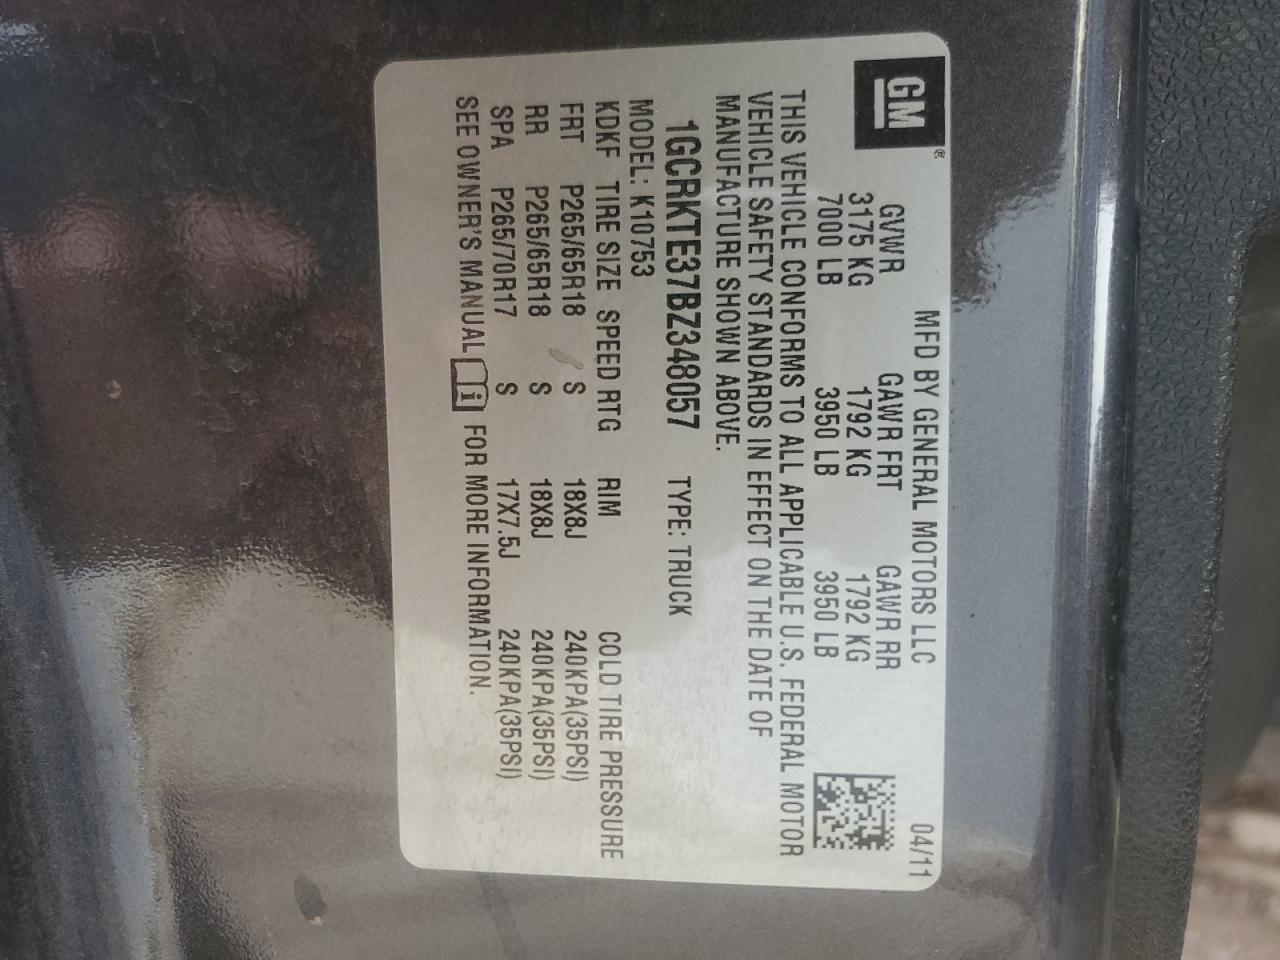 GM®
MFD BY GENERAL MOTORS LLC 04/11
GVWR GAWR FRT GAWR RR
3175 KG 1792 KG 1792 KG
7000 LB 3950 LB 3950 LB
THIS VEHICLE CONFORMS TO ALL APPLICABLE U.S. FEDERAL MOTOR
VEHICLE SAFETY STANDARDS IN EFFECT ON THE DATE OF
MANUFACTURE SHOWN ABOVE.
1GCRKTE37BZ348057 TYPE: TRUCK
MODEL: K10753
KDKF TIRE SIZE SPEED RTG RIM COLD TIRE PRESSURE
FRT P265/65R18 S 18X8J 240KPA(35PSI)
RR P265/65R18 S 18X8J 240KPA(35PSI)
SPA P265/70R17 S 17X7.5J 240KPA(35PSI)
SEE OWNER'S MANUAL i FOR MORE INFORMATION.